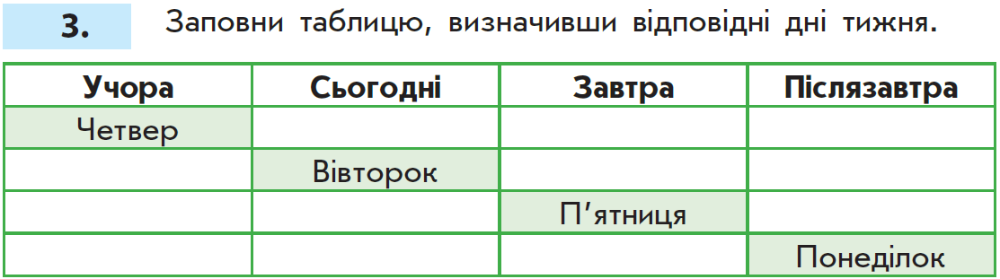 3. Заповни таблицю, визначивши відповідні дні тижня.
Учора Сьогодні Завтра Післязавтра
Четвер
Вівторок
П'ятниця
Понеділок